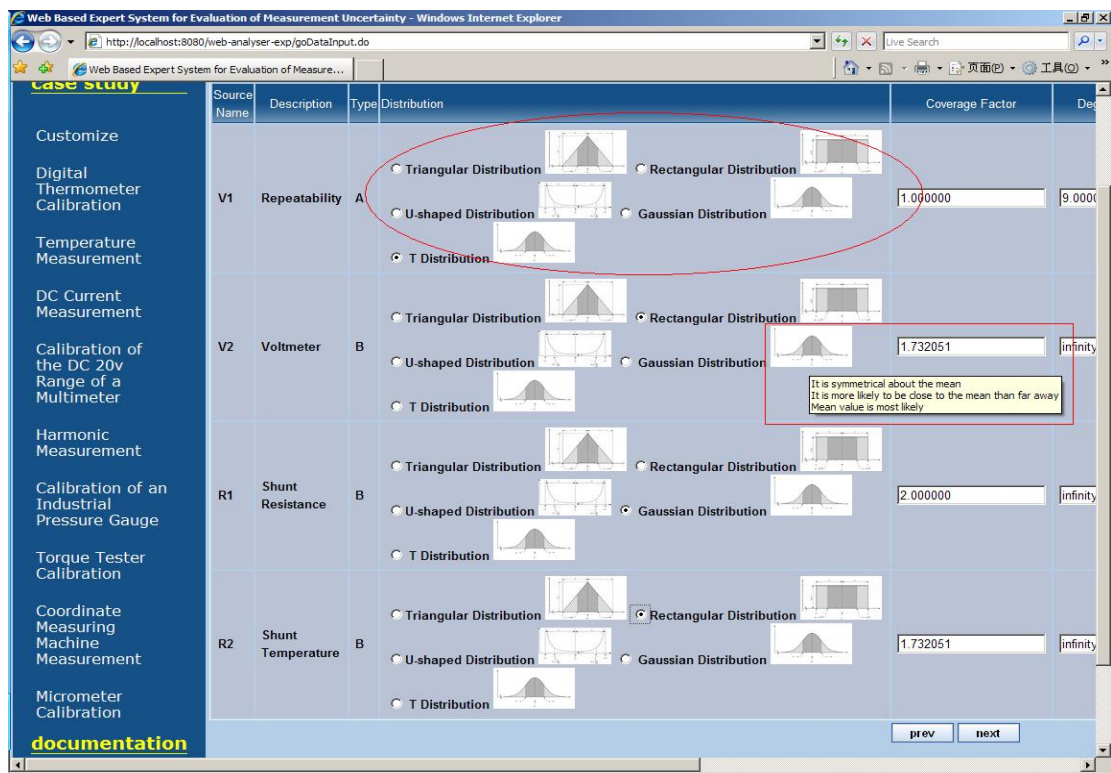 Web Based Expert System for Evaluation of Measurement Uncertainty - Windows Internet Explorer
http://localhost:8080/web-analyser-exp/goDataInput.do
Live Search
Web Based Expert System for Evaluation of Measure...
页面(P)
工具(O)
case study
Customize
Digital
Thermometer
Calibration
Temperature
Measurement
DC Current
Measurement
Calibration of
the DC 20v
Range of a
Multimeter
Harmonic
Measurement
Calibration of an
Industrial
Pressure Gauge
Torque Tester
Calibration
Coordinate
Measuring
Machine
Measurement
Micrometer
Calibration
documentation
Source
Name
Description
Type
Distribution
Coverage Factor
Deg
V1
Repeatability
A
Triangular Distribution
Rectangular Distribution
U-shaped Distribution
Gaussian Distribution
T Distribution
1.000000
9.0000
V2
Voltmeter
B
Triangular Distribution
Rectangular Distribution
U-shaped Distribution
Gaussian Distribution
T Distribution
1.732051
infinity
It is symmetrical about the mean
It is more likely to be close to the mean than far away
Mean value is most likely
R1
Shunt
Resistance
B
Triangular Distribution
Rectangular Distribution
U-shaped Distribution
Gaussian Distribution
T Distribution
2.000000
infinity
R2
Shunt
Temperature
B
Triangular Distribution
Rectangular Distribution
U-shaped Distribution
Gaussian Distribution
T Distribution
1.732051
infinity
prev
next